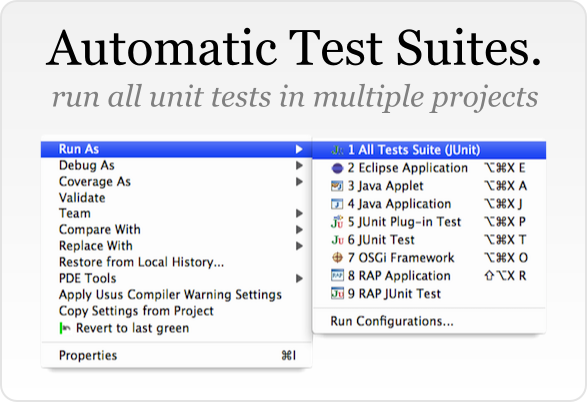 Automatic Test Suites.
run all unit tests in multiple projects
Run As
Debug As
Coverage As
Validate
Team
Compare With
Replace With
Restore from Local History...
PDE Tools
Apply Usus Compiler Warning Settings
Copy Settings from Project
Revert to last green
Properties ⌘I
1 All Tests Suite (JUnit)
2 Eclipse Application ⌥⌘X E
3 Java Applet ⌥⌘X A
4 Java Application ⌥⌘X J
5 JUnit Plug-in Test ⌥⌘X P
6 JUnit Test ⌥⌘X T
7 OSGi Framework ⌥⌘X O
8 RAP Application ⇧⌥X R
9 RAP JUnit Test
Run Configurations...